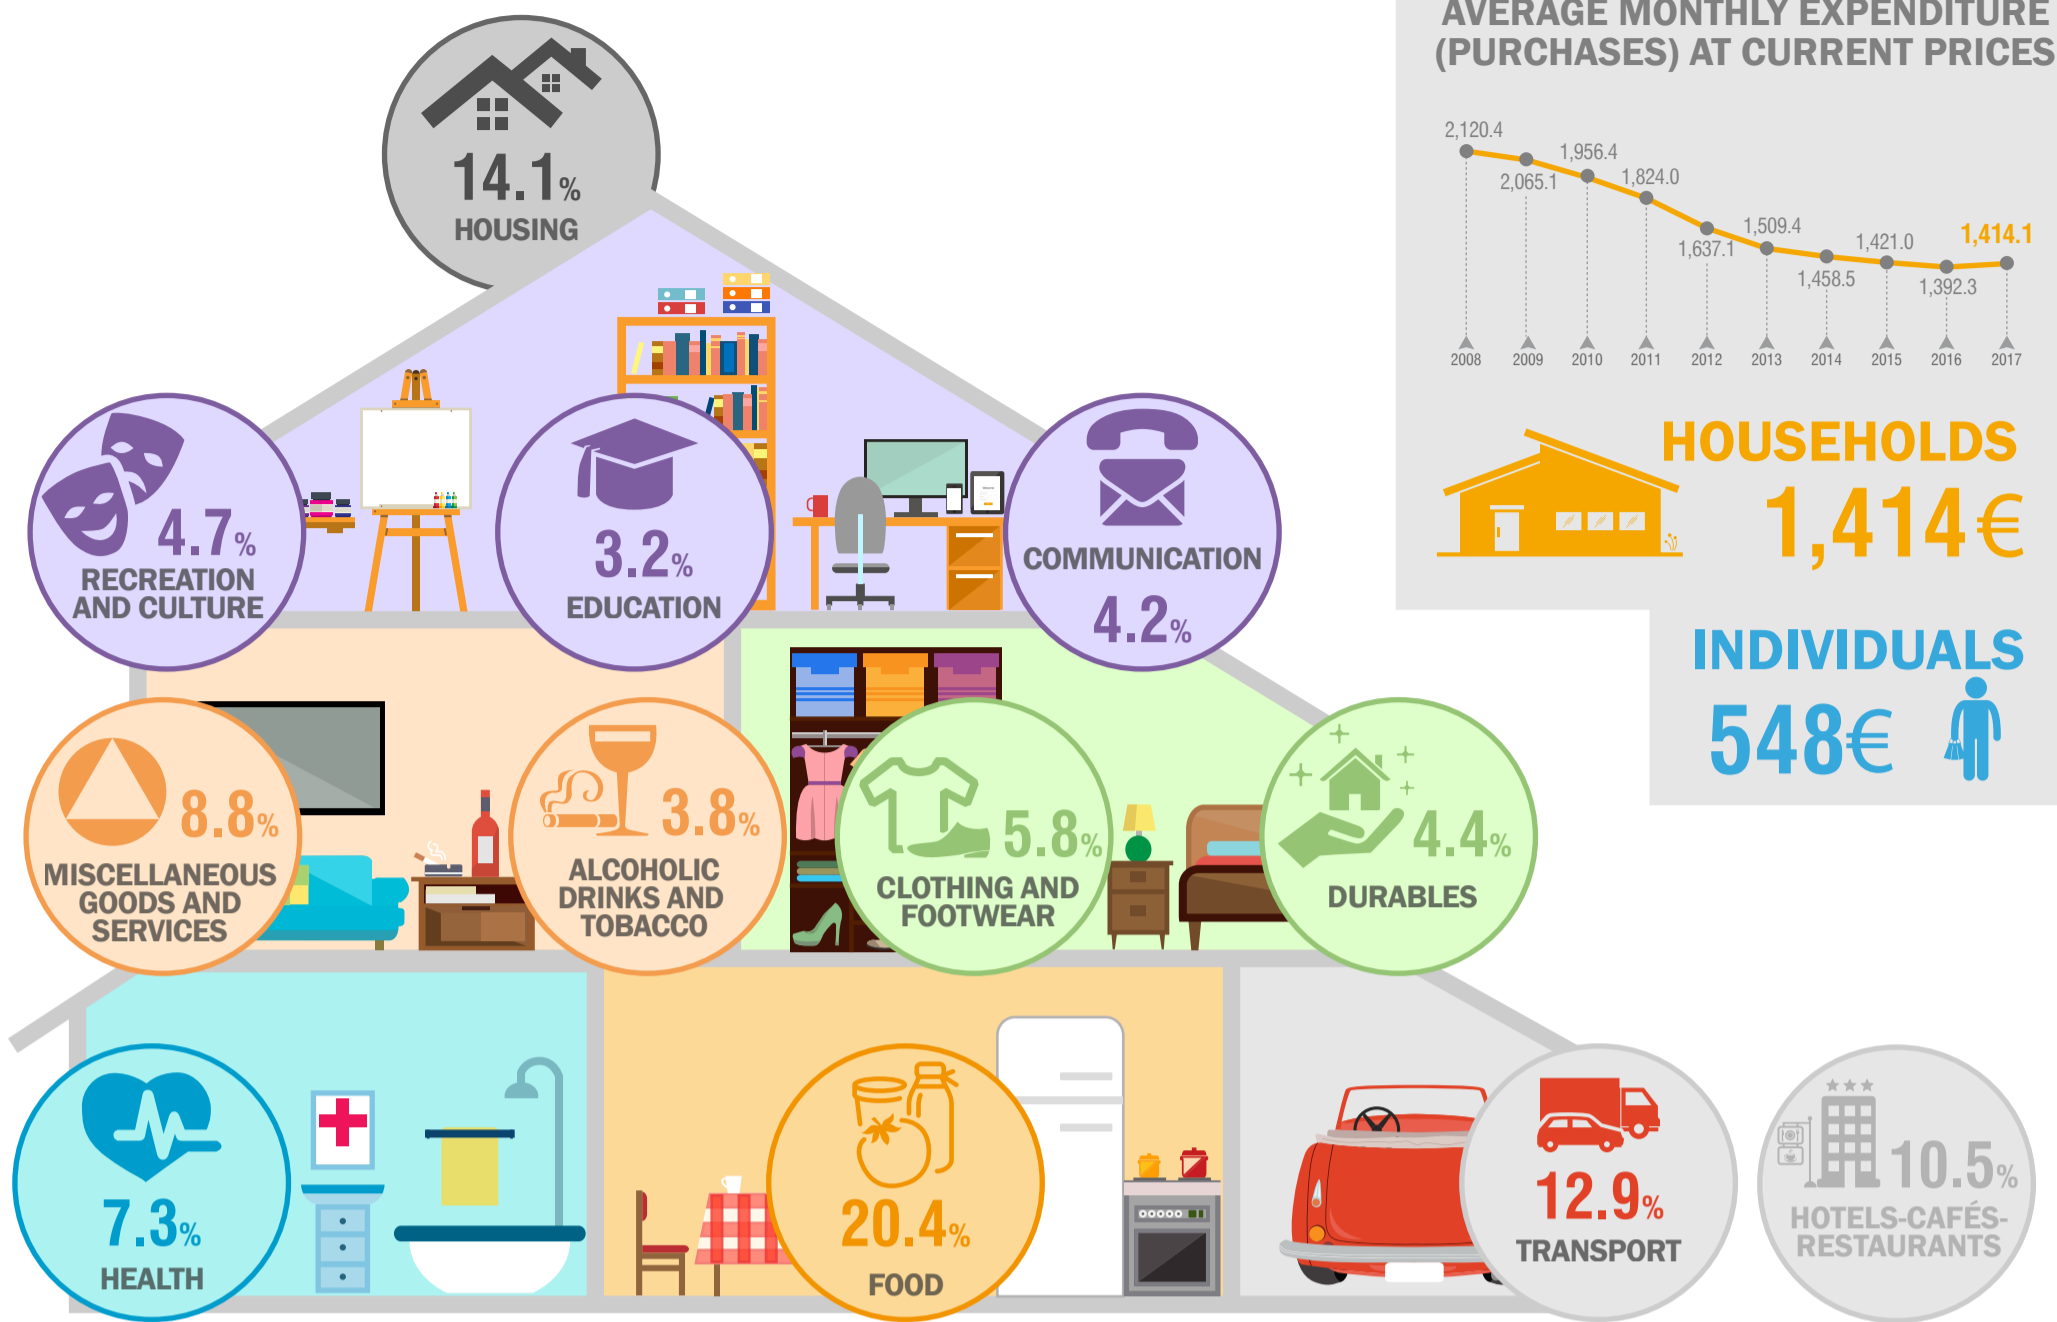 AVERAGE MONTHLY EXPENDITURE
(PURCHASES) AT CURRENT PRICES
2,120.4
2,065.1
1,956.4
1,824.0
1,637.1
1,509.4
1,458.5
1,421.0
1,392.3
1,414.1
2008 2009 2010 2011 2012 2013 2014 2015 2016 2017
HOUSEHOLDS
1,414€
INDIVIDUALS
548€
14.1%
HOUSING
4.7%
RECREATION
AND CULTURE
3.2%
EDUCATION
COMMUNICATION
4.2%
8.8%
MISCELLANEOUS
GOODS AND
SERVICES
3.8%
ALCOHOLIC
DRINKS AND
TOBACCO
5.8%
CLOTHING AND
FOOTWEAR
4.4%
DURABLES
7.3%
HEALTH
20.4%
FOOD
12.9%
TRANSPORT
10.5%
HOTELS-CAFÉS-
RESTAURANTS